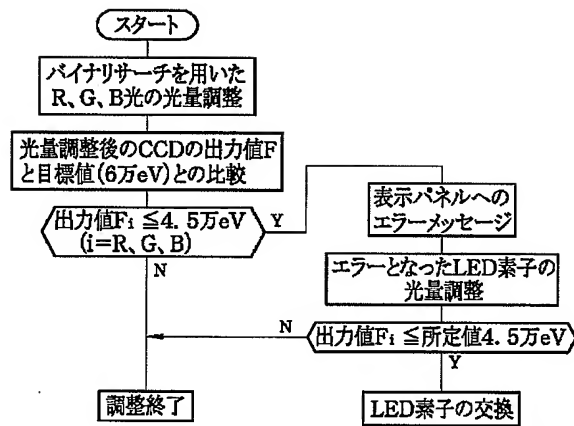 スタート
バイナリサーチを用いた
R、G、B光の光量調整
光量調整後のCCDの出力値F
と目標値(6万eV)との比較
出力値Fi≦4.5万eV
(i=R、G、B)
Y
N
表示パネルへの
エラーメッセージ
エラーとなったLED素子の
光量調整
N
出力値Fi≦所定値4.5万eV
Y
調整終了
LED素子の交換